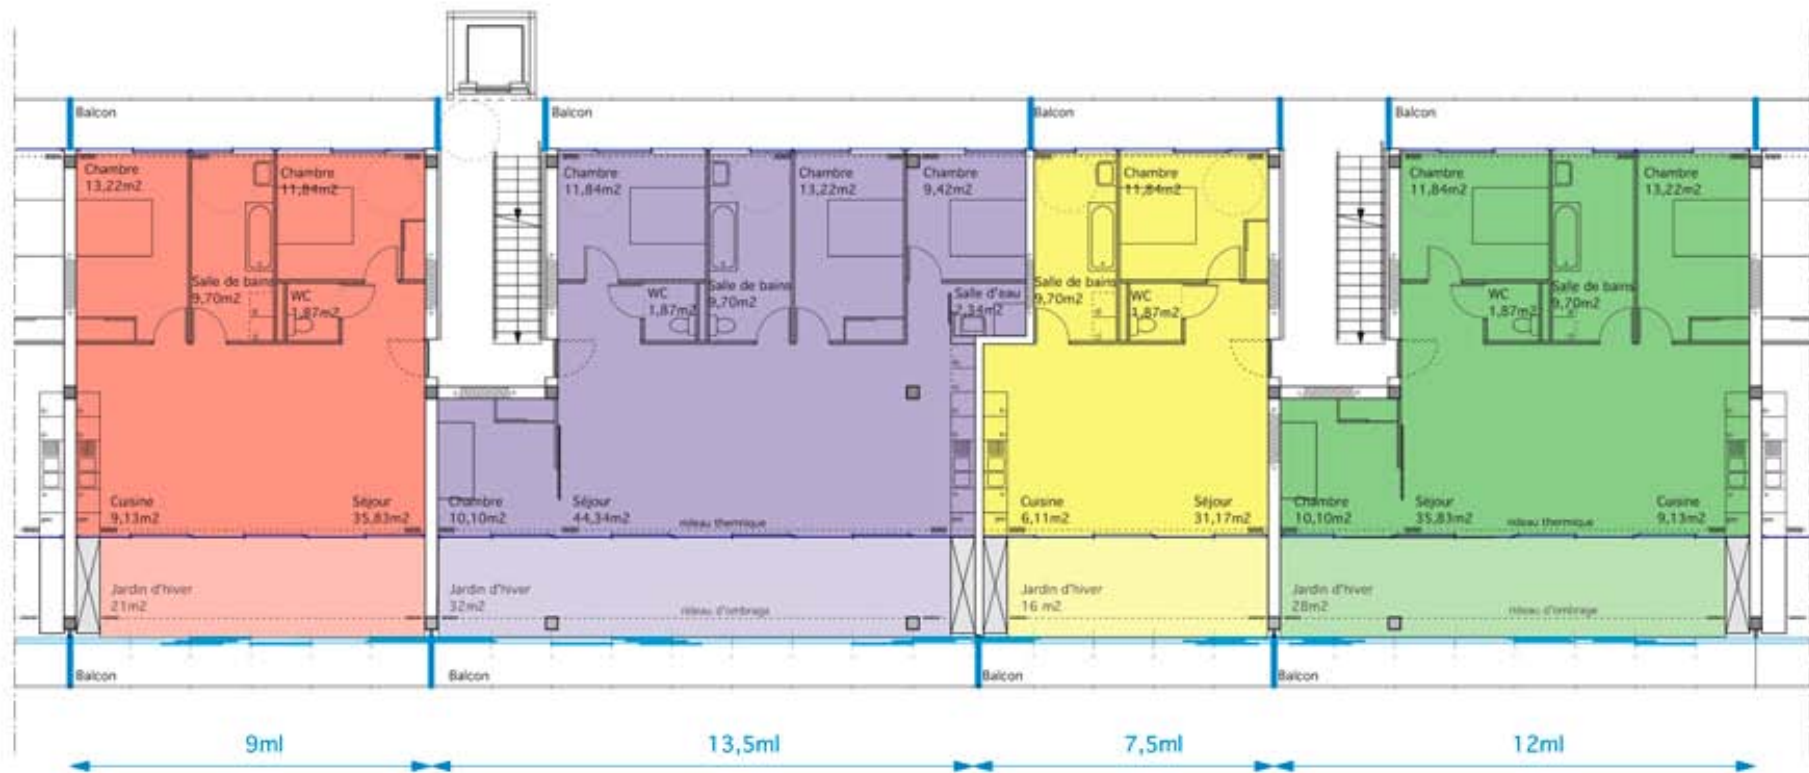 Balcon
Balcon
Balcon
Balcon
Chambre
13,22m2
Chambre
11,84m2
Salle de bains
9,70m2
WC
1,87m2
Cuisine
9,13m2
Séjour
35,83m2
Jardin d'hiver
21m2
Balcon
Chambre
11,84m2
Chambre
13,22m2
Chambre
9,42m2
WC
1,87m2
Salle de bains
9,70m2
Salle d'eau
2,34m2
Chambre
10,10m2
Séjour
44,34m2
rideau thermique
Jardin d'hiver
32m2
rideau d'ombrage
Balcon
Chambre
11,84m2
Salle de bains
9,70m2
WC
1,87m2
Cuisine
6,11m2
Séjour
31,17m2
Jardin d'hiver
16 m2
Balcon
Chambre
11,84m2
Chambre
13,22m2
WC
1,87m2
Salle de bains
9,70m2
Chambre
10,10m2
Séjour
35,83m2
rideau thermique
Cuisine
9,13m2
Jardin d'hiver
28m2
rideau d'ombrage
Balcon
9ml
13,5ml
7,5ml
12ml